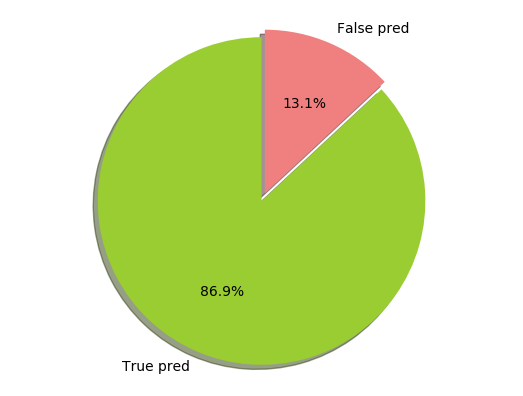 False pred
13.1%
86.9%
True pred